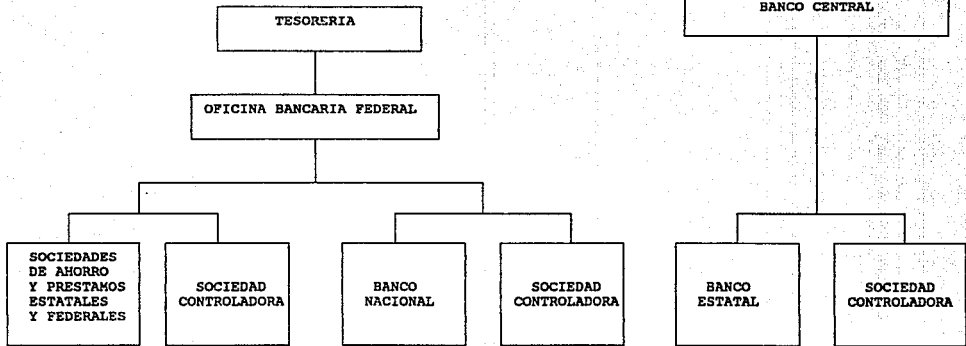 TESORERIA
BANCO CENTRAL
OFICINA BANCARIA FEDERAL
SOCIEDADES
DE AHORRO
Y PRESTAMOS
ESTATALES
Y FEDERALES
SOCIEDAD
CONTROLADORA
BANCO
NACIONAL
SOCIEDAD
CONTROLADORA
BANCO
ESTATAL
SOCIEDAD
CONTROLADORA